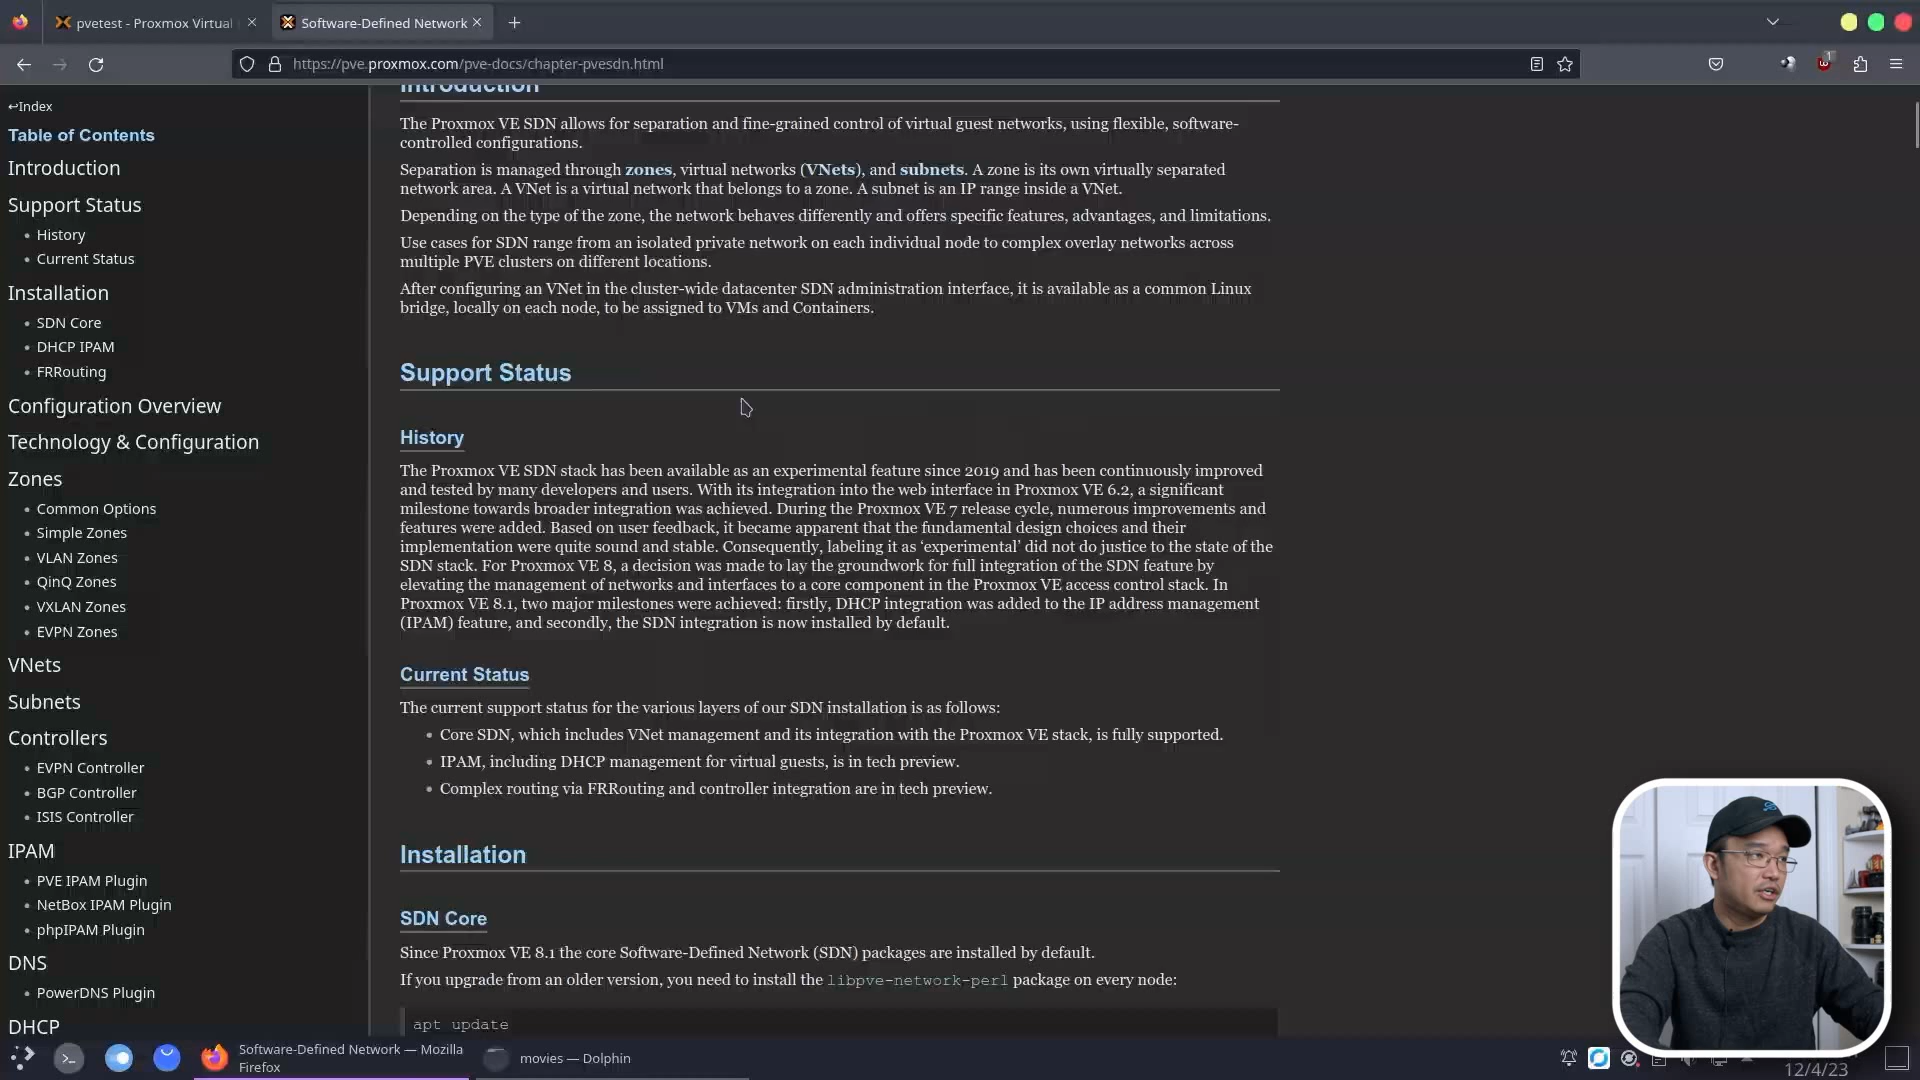 pvetest - Proxmox Virtual
Software-Defined Network
https://pve.proxmox.com/pve-docs/chapter-pvesdn.html
1
↩Index
Table of Contents
Introduction
Support Status
• History
• Current Status
Installation
• SDN Core
• DHCP IPAM
• FRRouting
Configuration Overview
Technology & Configuration
Zones
• Common Options
• Simple Zones
• VLAN Zones
• QinQ Zones
• VXLAN Zones
• EVPN Zones
VNets
Subnets
Controllers
• EVPN Controller
• BGP Controller
• ISIS Controller
IPAM
• PVE IPAM Plugin
• NetBox IPAM Plugin
• phpIPAM Plugin
DNS
• PowerDNS Plugin
DHCP
Introduction
The Proxmox VE SDN allows for separation and fine-grained control of virtual guest networks, using flexible, software-
controlled configurations.
Separation is managed through zones, virtual networks (VNets), and subnets. A zone is its own virtually separated
network area. A VNet is a virtual network that belongs to a zone. A subnet is an IP range inside a VNet.
Depending on the type of the zone, the network behaves differently and offers specific features, advantages, and limitations.
Use cases for SDN range from an isolated private network on each individual node to complex overlay networks across
multiple PVE clusters on different locations.
After configuring an VNet in the cluster-wide datacenter SDN administration interface, it is available as a common Linux
bridge, locally on each node, to be assigned to VMs and Containers.
Support Status
History
The Proxmox VE SDN stack has been available as an experimental feature since 2019 and has been continuously improved
and tested by many developers and users. With its integration into the web interface in Proxmox VE 6.2, a significant
milestone towards broader integration was achieved. During the Proxmox VE 7 release cycle, numerous improvements and
features were added. Based on user feedback, it became apparent that the fundamental design choices and their
implementation were quite sound and stable. Consequently, labeling it as ‘experimental’ did not do justice to the state of the
SDN stack. For Proxmox VE 8, a decision was made to lay the groundwork for full integration of the SDN feature by
elevating the management of networks and interfaces to a core component in the Proxmox VE access control stack. In
Proxmox VE 8.1, two major milestones were achieved: firstly, DHCP integration was added to the IP address management
(IPAM) feature, and secondly, the SDN integration is now installed by default.
Current Status
The current support status for the various layers of our SDN installation is as follows:
• Core SDN, which includes VNet management and its integration with the Proxmox VE stack, is fully supported.
• IPAM, including DHCP management for virtual guests, is in tech preview.
• Complex routing via FRRouting and controller integration are in tech preview.
Installation
SDN Core
Since Proxmox VE 8.1 the core Software-Defined Network (SDN) packages are installed by default.
If you upgrade from an older version, you need to install the libpve-network-perl package on every node:
apt update
Software-Defined Network — Mozilla
Firefox
movies — Dolphin
12/4/23